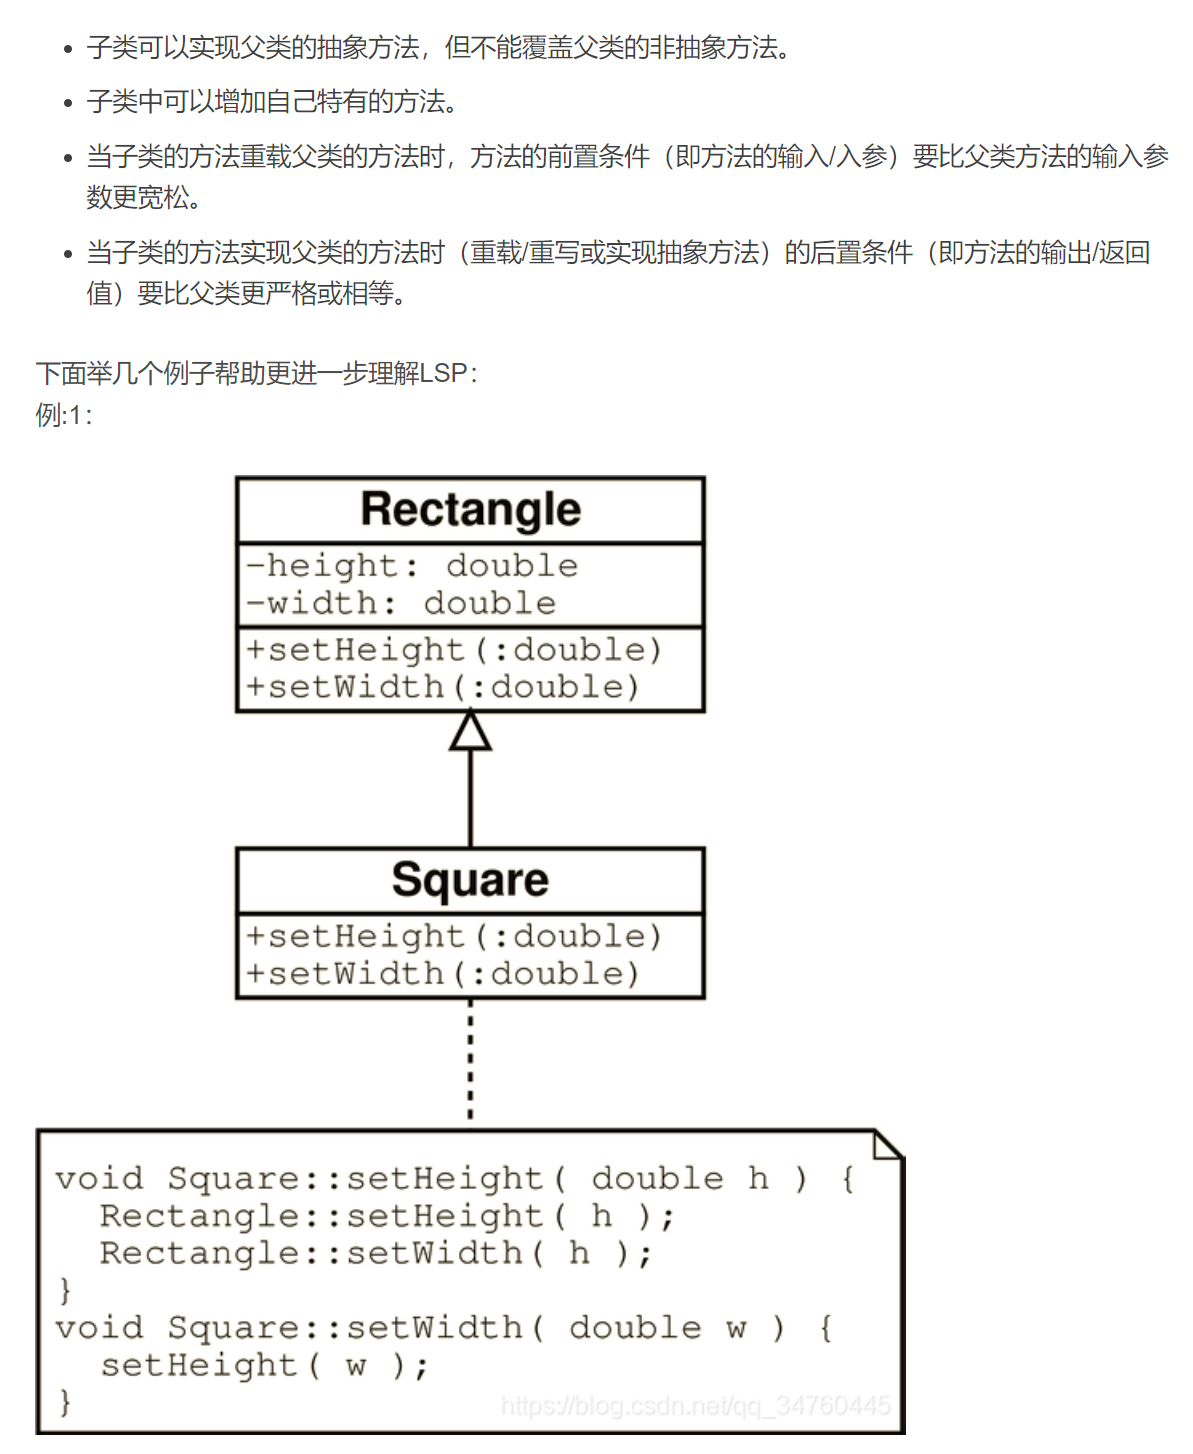 子类可以实现父类的抽象方法，但不能覆盖父类的非抽象方法。
子类中可以增加自己特有的方法。
当子类的方法重载父类的方法时，方法的前置条件（即方法的输入/入参）要比父类方法的输入参
数更宽松。
当子类的方法实现父类的方法时（重载/重写或实现抽象方法）的后置条件（即方法的输出/返回
值）要比父类更严格或相等。
下面举几个例子帮助更进一步理解LSP：
例:1：
Rectangle
-height: double
-width: double
+setHeight(:double)
+setWidth(:double)
Square
+setHeight(:double)
+setWidth(:double)
void Square::setHeight( double h ) {
Rectangle::setHeight( h );
Rectangle::setWidth( h );
}
void Square::setWidth( double w ) {
setHeight( w );
}
https://blog.csdn.net/qq_34760445